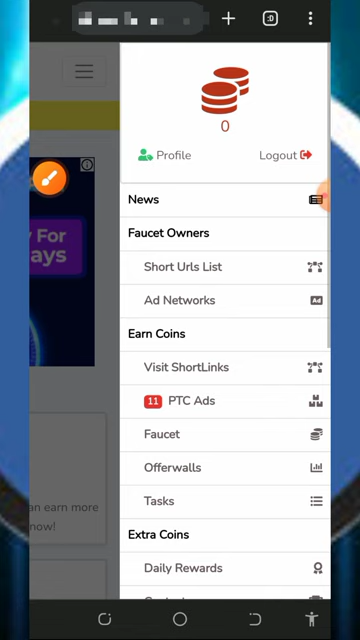 :D
0
Profile
Logout
News
Faucet Owners
Short Urls List
Ad Networks
Ad
Earn Coins
Visit ShortLinks
11 PTC Ads
Faucet
Offerwalls
Tasks
Extra Coins
Daily Rewards
y For
ays
an earn more
now!